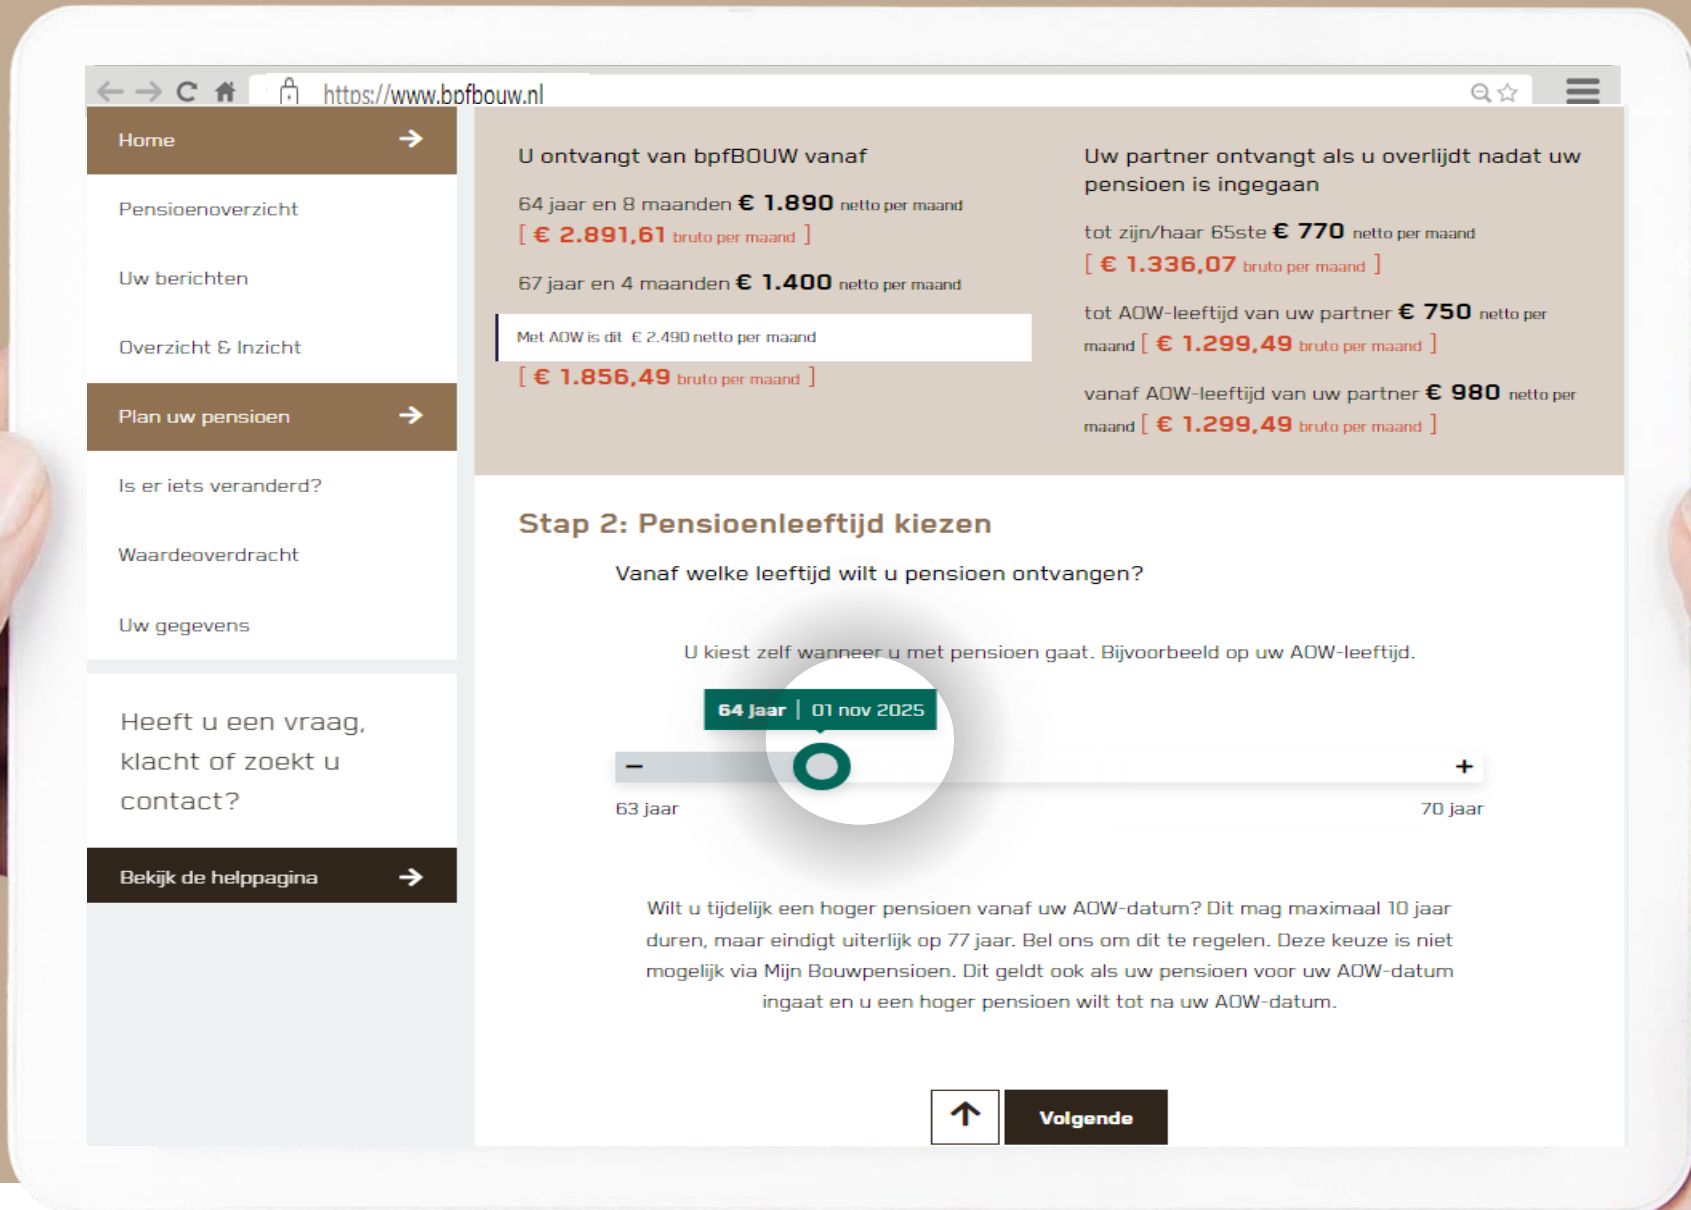 https://www.bpfbouw.nl
Home
Pensioenoverzicht
Uw berichten
Overzicht & Inzicht
Plan uw pensioen
Is er iets veranderd?
Waardeoverdracht
Uw gegevens
Heeft u een vraag,
klacht of zoekt u
contact?
Bekijk de helppagina
U ontvangt van bpfBOUW vanaf
64 jaar en 8 maanden € 1.890 netto per maand
[ € 2.891,61 bruto per maand ]
67 jaar en 4 maanden € 1.400 netto per maand
Met AOW is dit € 2.490 netto per maand
[ € 1.856,49 bruto per maand ]
Uw partner ontvangt als u overlijdt nadat uw
pensioen is ingegaan
tot zijn/haar 65ste € 770 netto per maand
[ € 1.336,07 bruto per maand ]
tot AOW-leeftijd van uw partner € 750 netto per
maand [ € 1.299,49 bruto per maand ]
vanaf AOW-leeftijd van uw partner € 980 netto per
maand [ € 1.299,49 bruto per maand ]
Stap 2: Pensioenleeftijd kiezen
Vanaf welke leeftijd wilt u pensioen ontvangen?
U kiest zelf wanneer u met pensioen gaat. Bijvoorbeeld op uw AOW-leeftijd.
64 jaar | 01 nov 2025
− +
63 jaar 70 jaar
Wilt u tijdelijk een hoger pensioen vanaf uw AOW-datum? Dit mag maximaal 10 jaar
duren, maar eindigt uiterlijk op 77 jaar. Bel ons om dit te regelen. Deze keuze is niet
mogelijk via Mijn Bouwpensioen. Dit geldt ook als uw pensioen voor uw AOW-datum
ingaat en u een hoger pensioen wilt tot na uw AOW-datum.
Volgende